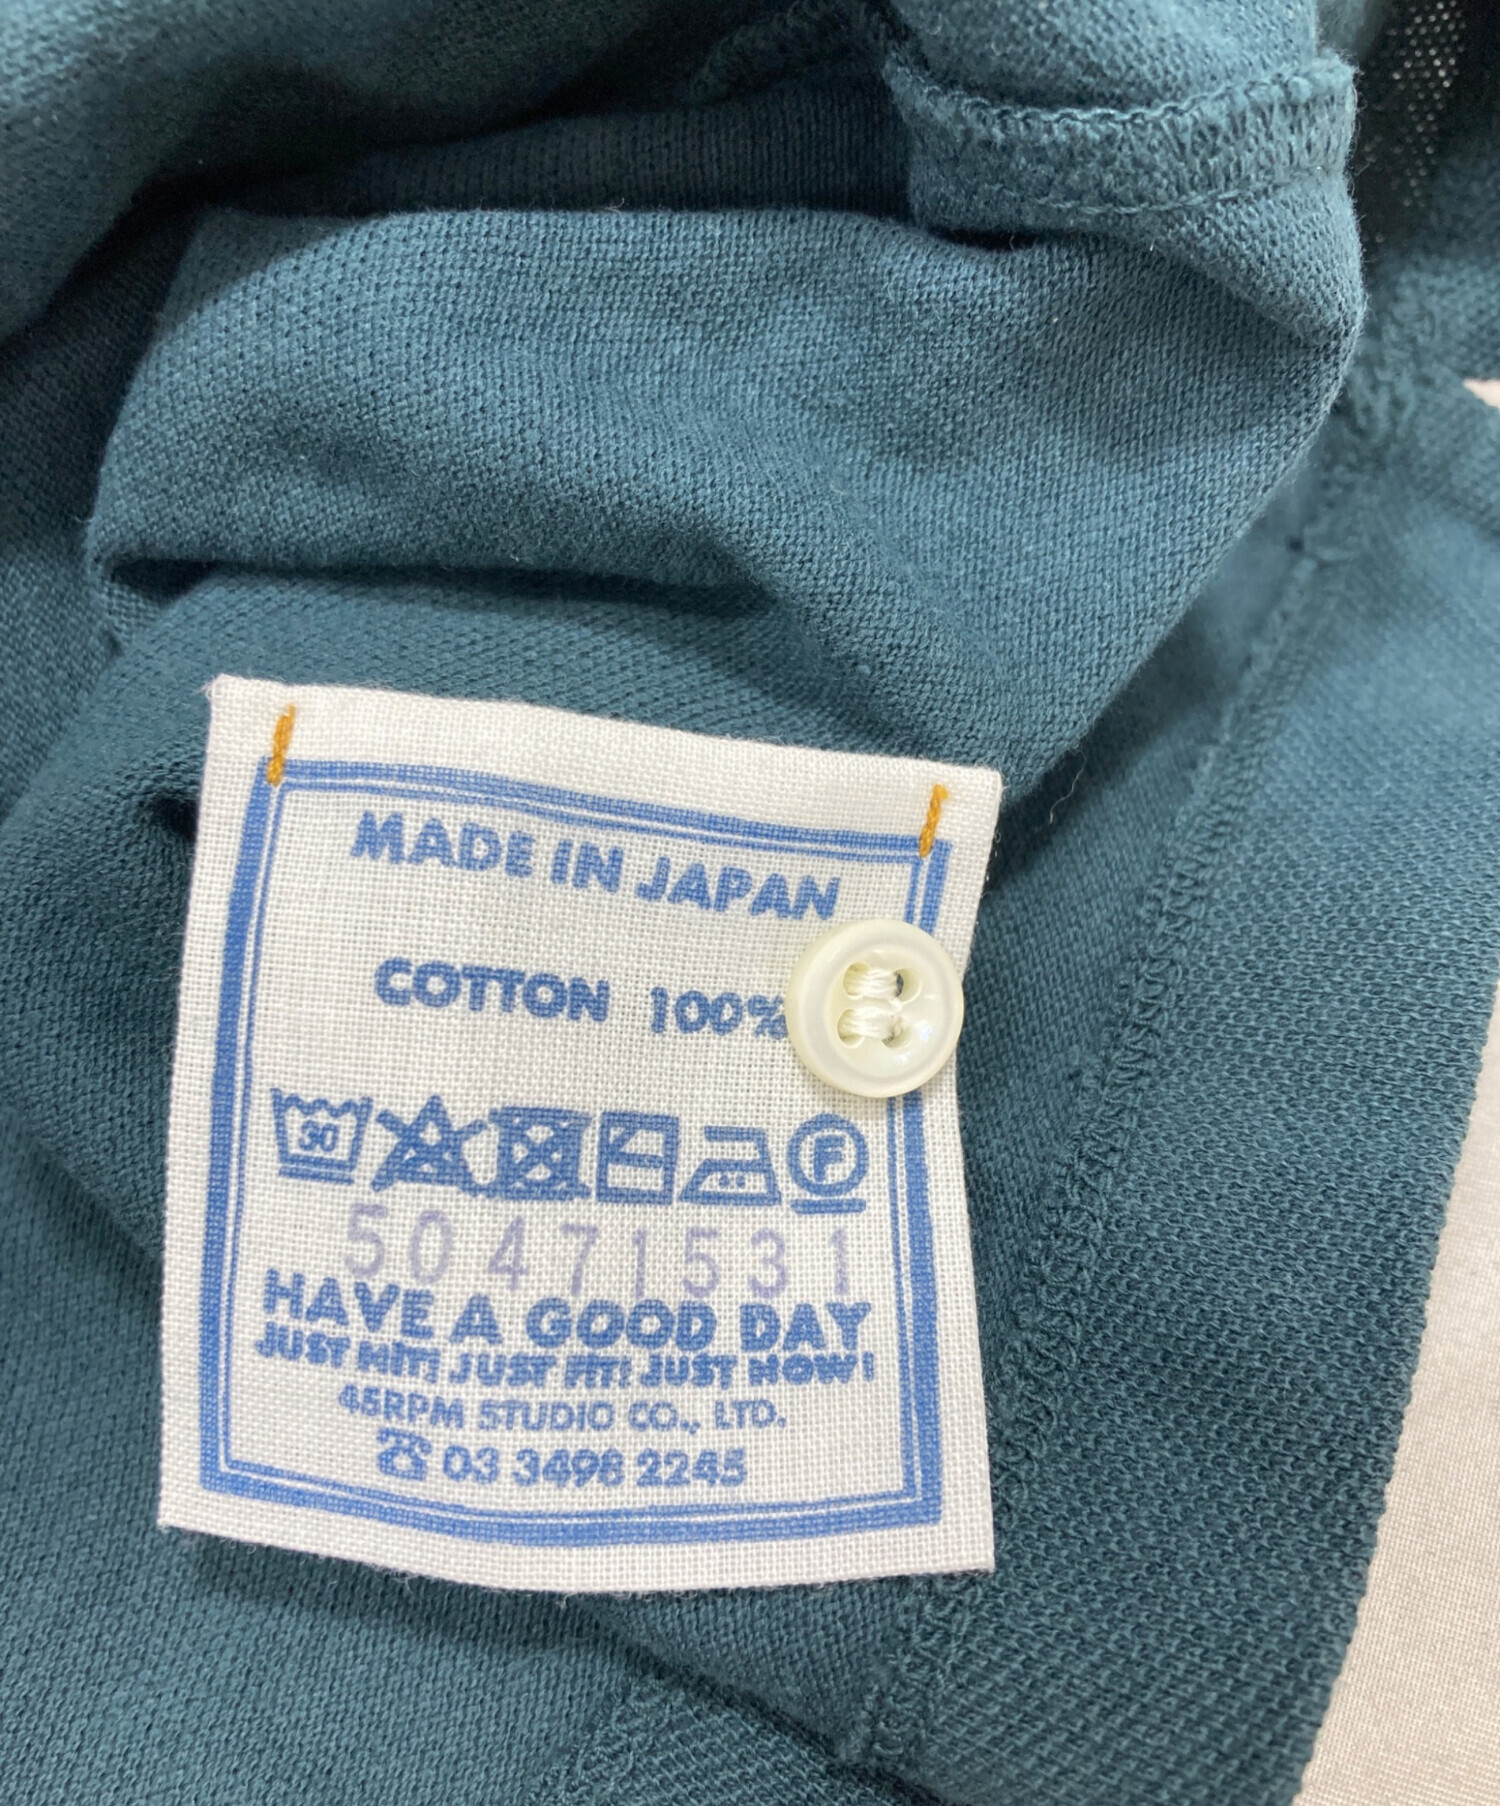 MADE IN JAPAN
COTTON 100%
30 F
50471531
HAVE A GOOD DAY
JUST HIT! JUST FIT! JUST NOW!
45RPM STUDIO CO., LTD.
☎ 03 3498 2245